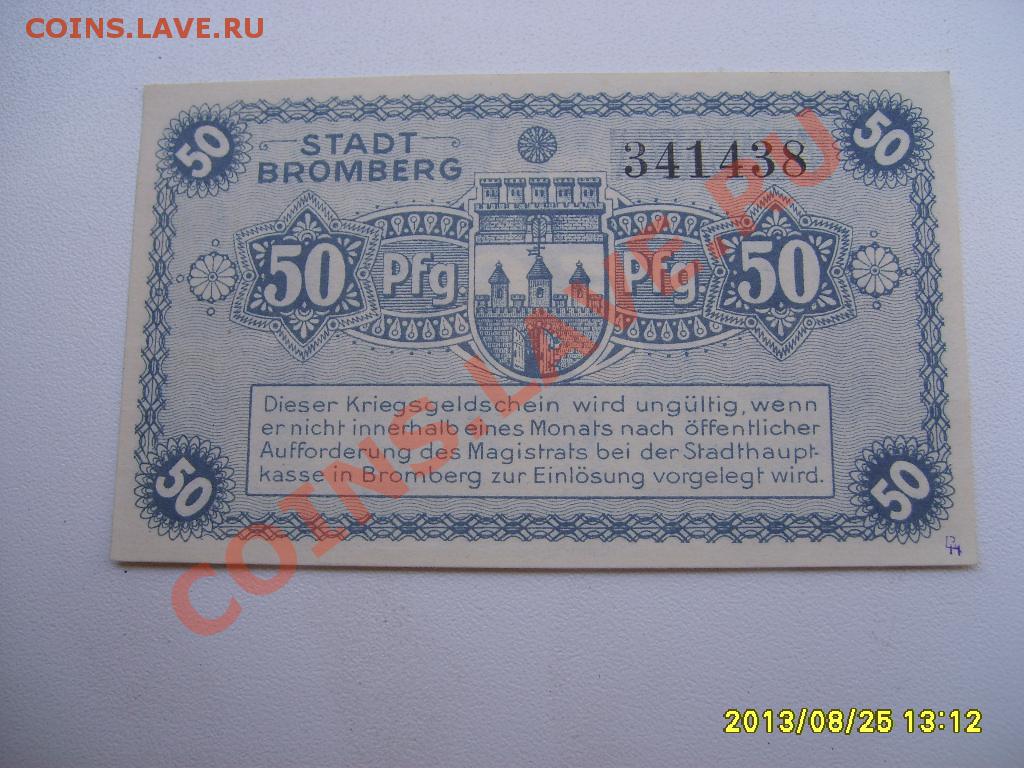 COINS.LAVE.RU
50
STADT
BROMBERG
341438
50
50 Pfg Pfg. 50
Dieser Kriegsgeldschein wird ungültig, wenn
er nicht innerhalb eines Monats nach öffentlicher
Aufforderung des Magistrats bei der Stadthaupt-
kasse in Bromberg zur Einlösung vorgelegt wird.
50
50
COINS.LAVE.RU
2013/08/25 13:12